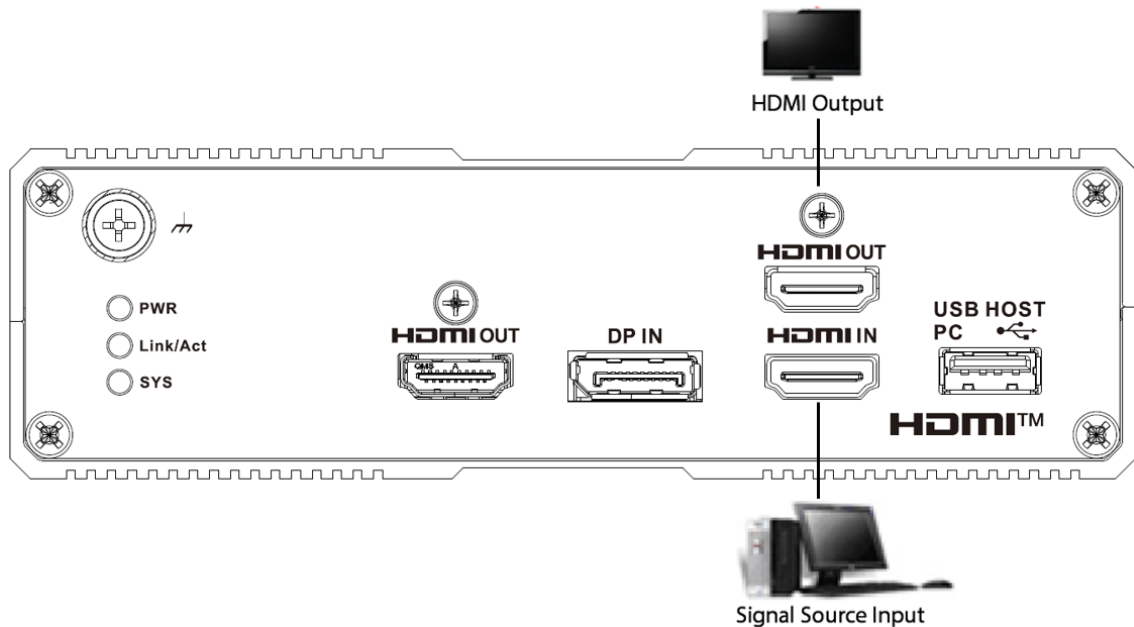 HDMI Output
HDMI OUT
PWR
Link/Act
SYS
HDMI OUT
DP IN
HDMI IN
USB HOST
PC
HDMI™
Signal Source Input